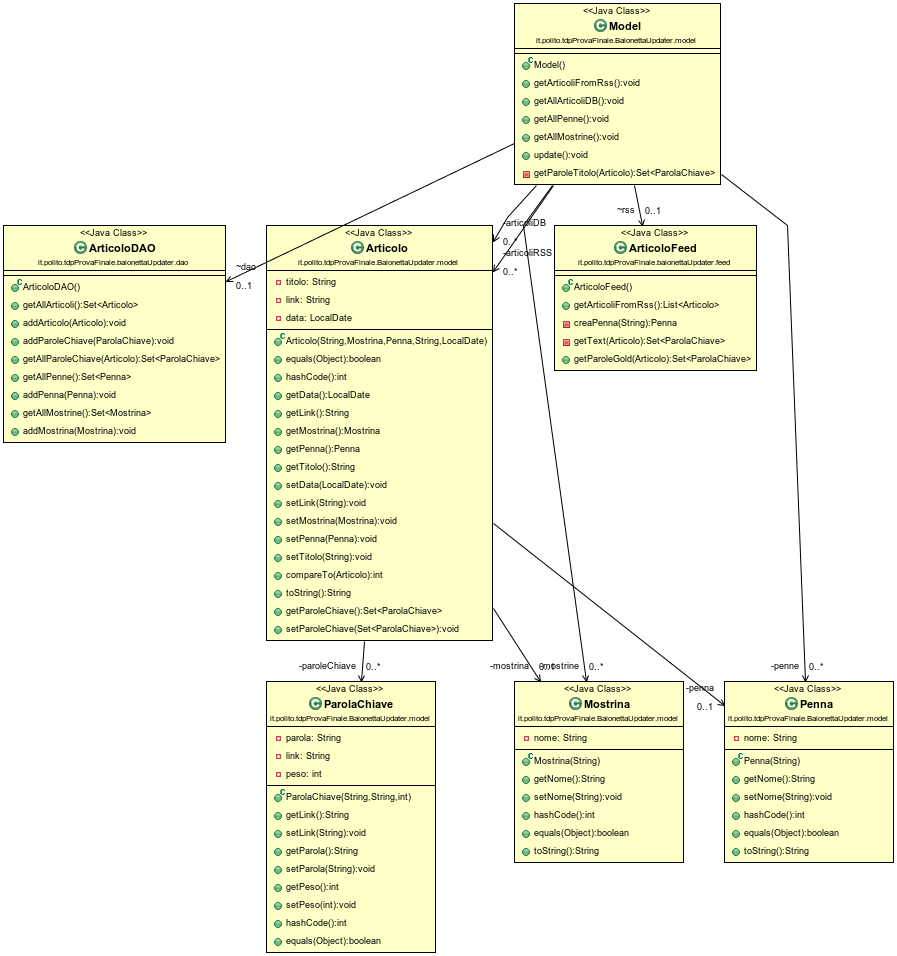 <<Java Class>>
C Model
it.polito.tdpProvaFinale.BaionettaUpdater.model
c Model()
getArticoliFromRss():void
getAllArticoliDB():void
getAllPenne():void
getAllMostrine():void
update():void
getParoleTitolo(Articolo):Set<ParolaChiave>
~dao
0..1
-articoliDB
0..*
-articoliRSS
0..*
~rss 0..1
<<Java Class>>
C ArticoloDAO
it.polito.tdpProvaFinale.baionettaUpdater.dao
c ArticoloDAO()
getAllArticoli():Set<Articolo>
addArticolo(Articolo):void
addParoleChiave(ParolaChiave):void
getAllParoleChiave(Articolo):Set<ParolaChiave>
getAllPenne():Set<Penna>
addPenna(Penna):void
getAllMostrine():Set<Mostrina>
addMostrina(Mostrina):void
<<Java Class>>
C Articolo
it.polito.tdpProvaFinale.BaionettaUpdater.model
titolo: String
link: String
data: LocalDate
c Articolo(String,Mostrina,Penna,String,LocalDate)
equals(Object):boolean
hashCode():int
getData():LocalDate
getLink():String
getMostrina():Mostrina
getPenna():Penna
getTitolo():String
setData(LocalDate):void
setLink(String):void
setMostrina(Mostrina):void
setPenna(Penna):void
setTitolo(String):void
compareTo(Articolo):int
toString():String
getParoleChiave():Set<ParolaChiave>
setParoleChiave(Set<ParolaChiave>):void
<<Java Class>>
C ArticoloFeed
it.polito.tdpProvaFinale.BaionettaUpdater.feed
c ArticoloFeed()
getArticoliFromRss():List<Articolo>
creaPenna(String):Penna
getText(Articolo):Set<ParolaChiave>
getParoleGold(Articolo):Set<ParolaChiave>
-paroleChiave 0..*
-mostrina 0..1
-mostrine 0..*
-penna
0..1
-penne 0..*
<<Java Class>>
C ParolaChiave
it.polito.tdpProvaFinale.BaionettaUpdater.model
parola: String
link: String
peso: int
c ParolaChiave(String,String,int)
getLink():String
setLink(String):void
getParola():String
setParola(String):void
getPeso():int
setPeso(int):void
hashCode():int
equals(Object):boolean
<<Java Class>>
C Mostrina
it.polito.tdpProvaFinale.BaionettaUpdater.model
nome: String
c Mostrina(String)
getNome():String
setNome(String):void
hashCode():int
equals(Object):boolean
toString():String
<<Java Class>>
C Penna
it.polito.tdpProvaFinale.BaionettaUpdater.model
nome: String
c Penna(String)
getNome():String
setNome(String):void
hashCode():int
equals(Object):boolean
toString():String